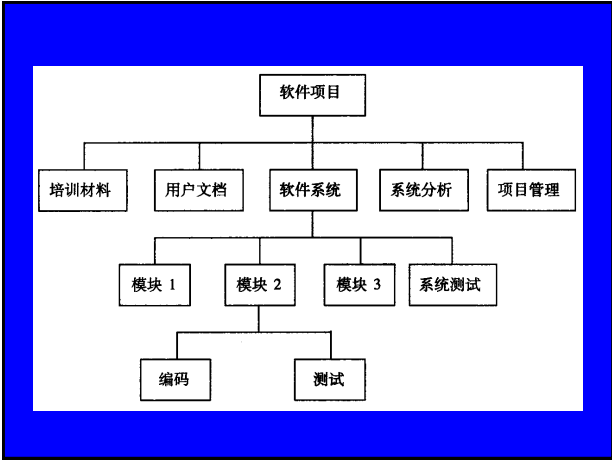 软件项目
培训材料 用户文档 软件系统 系统分析 项目管理
模块 1 模块 2 模块 3 系统测试
编码 测试